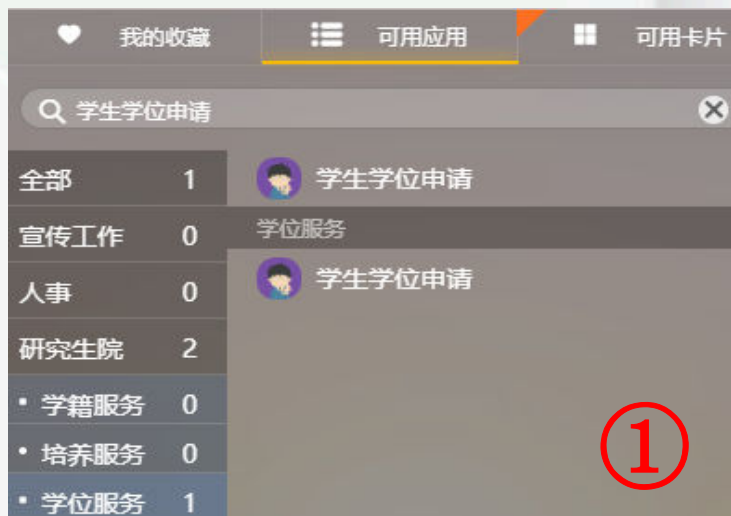 我的收藏 可用应用 可用卡片
学生学位申请
全部 1 学生学位申请
宣传工作 0 学位服务
人事 0 学生学位申请
研究生院 2
• 学籍服务 0
• 培养服务 0
• 学位服务 1
①